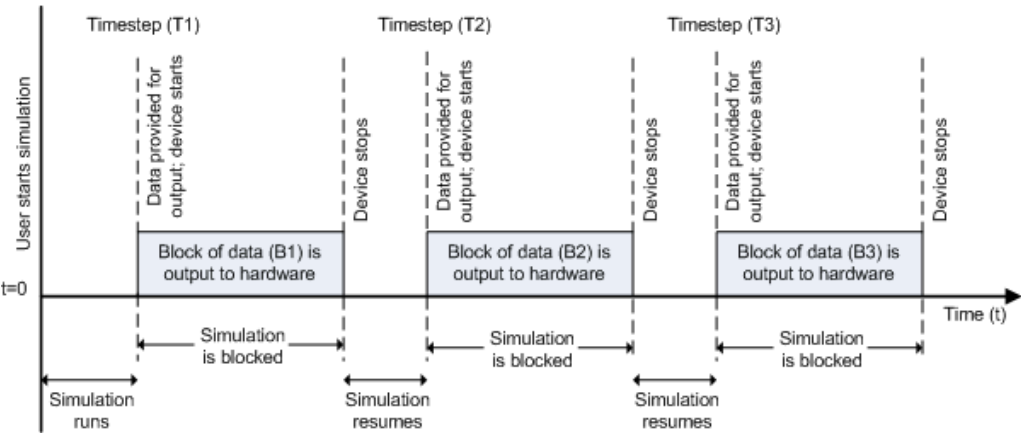 Timestep (T1)
Timestep (T2)
Timestep (T3)
User starts simulation
Data provided for
output; device starts
Device stops
Data provided for
output; device starts
Device stops
Data provided for
output; device starts
Device stops
Block of data (B1) is
output to hardware
Block of data (B2) is
output to hardware
Block of data (B3) is
output to hardware
t=0
Time (t)
Simulation
is blocked
Simulation
is blocked
Simulation
is blocked
Simulation
runs
Simulation
resumes
Simulation
resumes